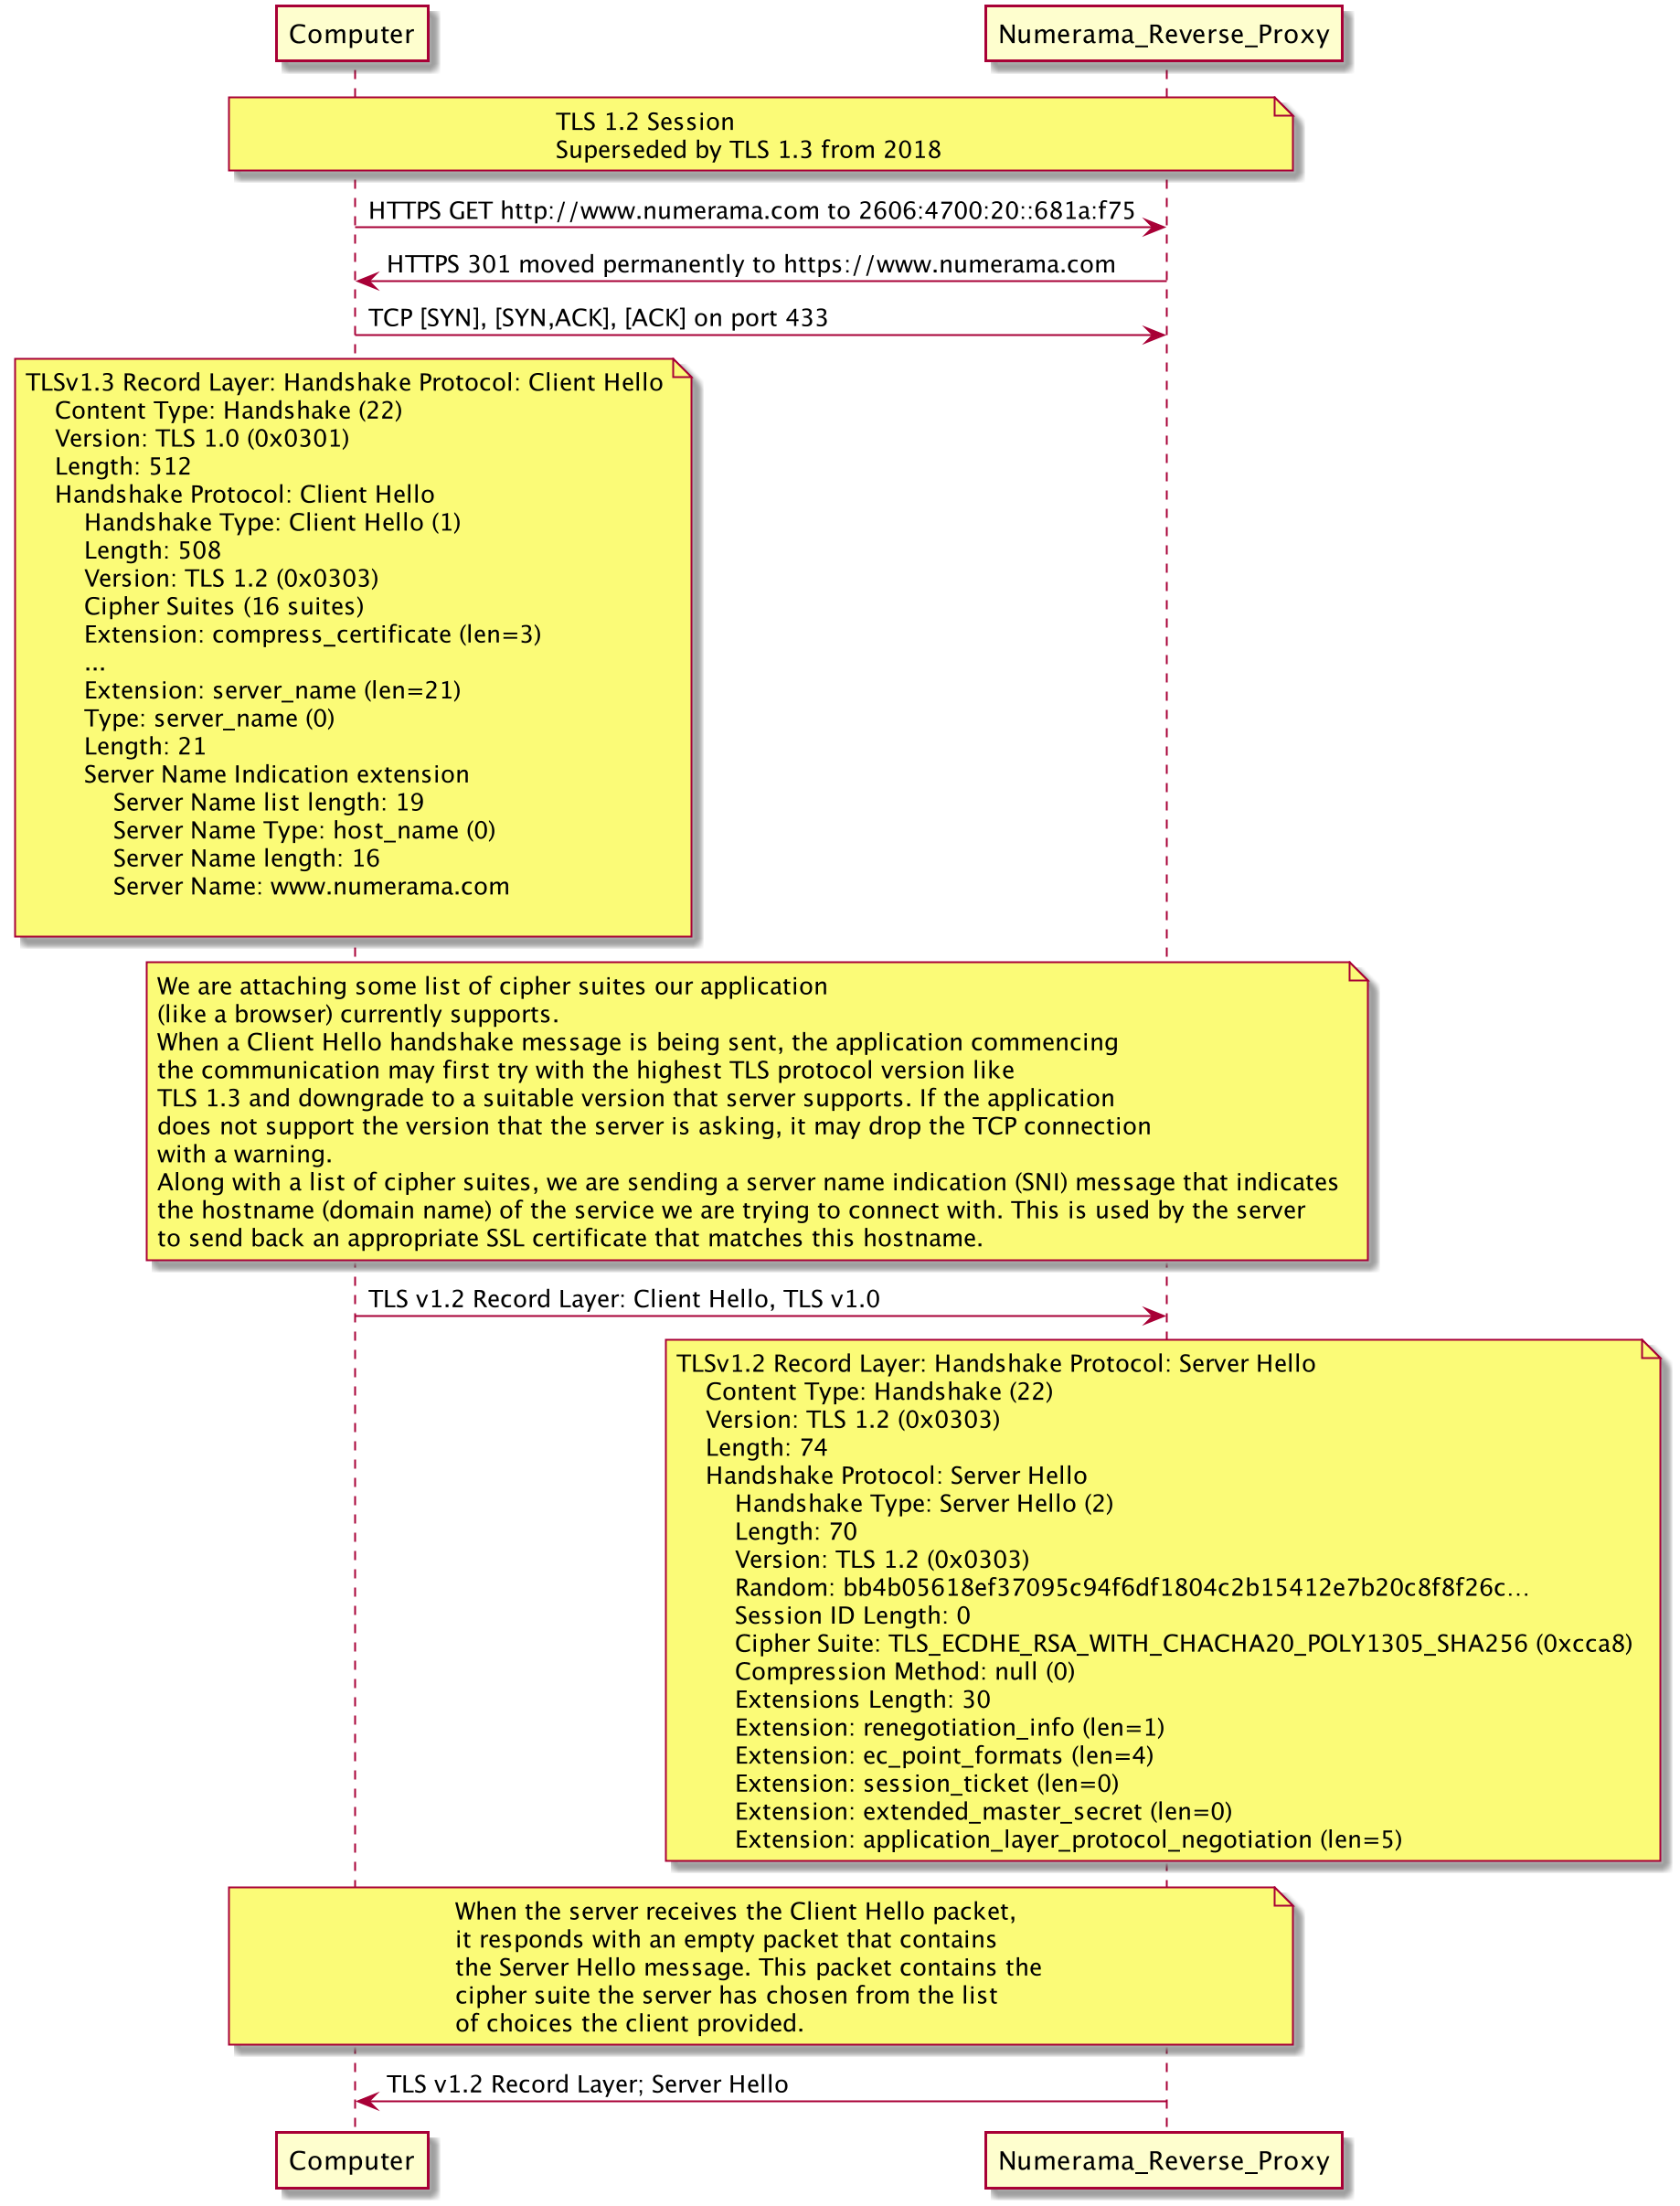 Computer
Numerama_Reverse_Proxy
TLS 1.2 Session
Superseded by TLS 1.3 from 2018
HTTPS GET http://www.numerama.com to 2606:4700:20::681a:f75
HTTPS 301 moved permanently to https://www.numerama.com
TCP [SYN], [SYN,ACK], [ACK] on port 433
TLSv1.3 Record Layer: Handshake Protocol: Client Hello
Content Type: Handshake (22)
Version: TLS 1.0 (0x0301)
Length: 512
Handshake Protocol: Client Hello
Handshake Type: Client Hello (1)
Length: 508
Version: TLS 1.2 (0x0303)
Cipher Suites (16 suites)
Extension: compress_certificate (len=3)
...
Extension: server_name (len=21)
Type: server_name (0)
Length: 21
Server Name Indication extension
Server Name list length: 19
Server Name Type: host_name (0)
Server Name length: 16
Server Name: www.numerama.com
We are attaching some list of cipher suites our application
(like a browser) currently supports.
When a Client Hello handshake message is being sent, the application commencing
the communication may first try with the highest TLS protocol version like
TLS 1.3 and downgrade to a suitable version that server supports. If the application
does not support the version that the server is asking, it may drop the TCP connection
with a warning.
Along with a list of cipher suites, we are sending a server name indication (SNI) message that indicates
the hostname (domain name) of the service we are trying to connect with. This is used by the server
to send back an appropriate SSL certificate that matches this hostname.
TLS v1.2 Record Layer: Client Hello, TLS v1.0
TLSv1.2 Record Layer: Handshake Protocol: Server Hello
Content Type: Handshake (22)
Version: TLS 1.2 (0x0303)
Length: 74
Handshake Protocol: Server Hello
Handshake Type: Server Hello (2)
Length: 70
Version: TLS 1.2 (0x0303)
Random: bb4b05618ef37095c94f6df1804c2b15412e7b20c8f8f26c…
Session ID Length: 0
Cipher Suite: TLS_ECDHE_RSA_WITH_CHACHA20_POLY1305_SHA256 (0xcca8)
Compression Method: null (0)
Extensions Length: 30
Extension: renegotiation_info (len=1)
Extension: ec_point_formats (len=4)
Extension: session_ticket (len=0)
Extension: extended_master_secret (len=0)
Extension: application_layer_protocol_negotiation (len=5)
When the server receives the Client Hello packet,
it responds with an empty packet that contains
the Server Hello message. This packet contains the
cipher suite the server has chosen from the list
of choices the client provided.
TLS v1.2 Record Layer; Server Hello
Computer
Numerama_Reverse_Proxy